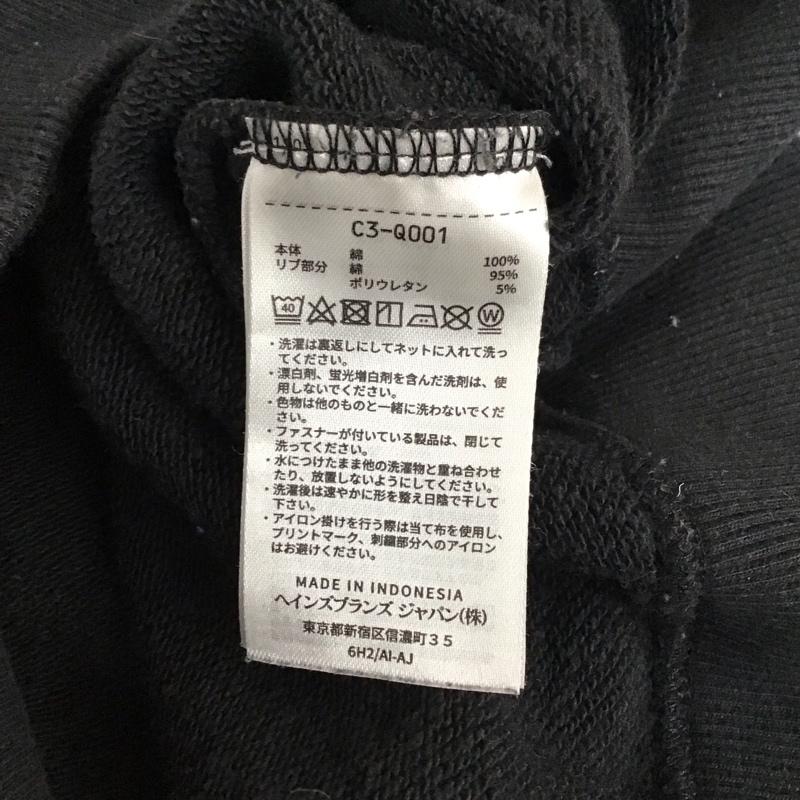 C3-Q001
本体 綿 100%
リブ部分 綿 95%
ポリウレタン 5%
40 W
・洗濯は裏返しにしてネットに入れて洗っ
てください。
・漂白剤、蛍光増白剤を含んだ洗剤は、使
用しないでください。
・色物は他のものと一緒に洗わないでくだ
さい。
・ファスナーが付いている製品は、閉じて
洗ってください。
・水につけたまま他の洗濯物と重ね合わせ
たり、放置しないようにしてください。
・洗濯後は速やかに形を整え日陰で干して
下さい。
・アイロン掛けを行う際は当て布を使用し、
プリントマーク、刺繍部分へのアイロン
はお避けください。
MADE IN INDONESIA
ヘインズブランズ ジャパン(株)
東京都新宿区信濃町35
6H2/AI-AJ